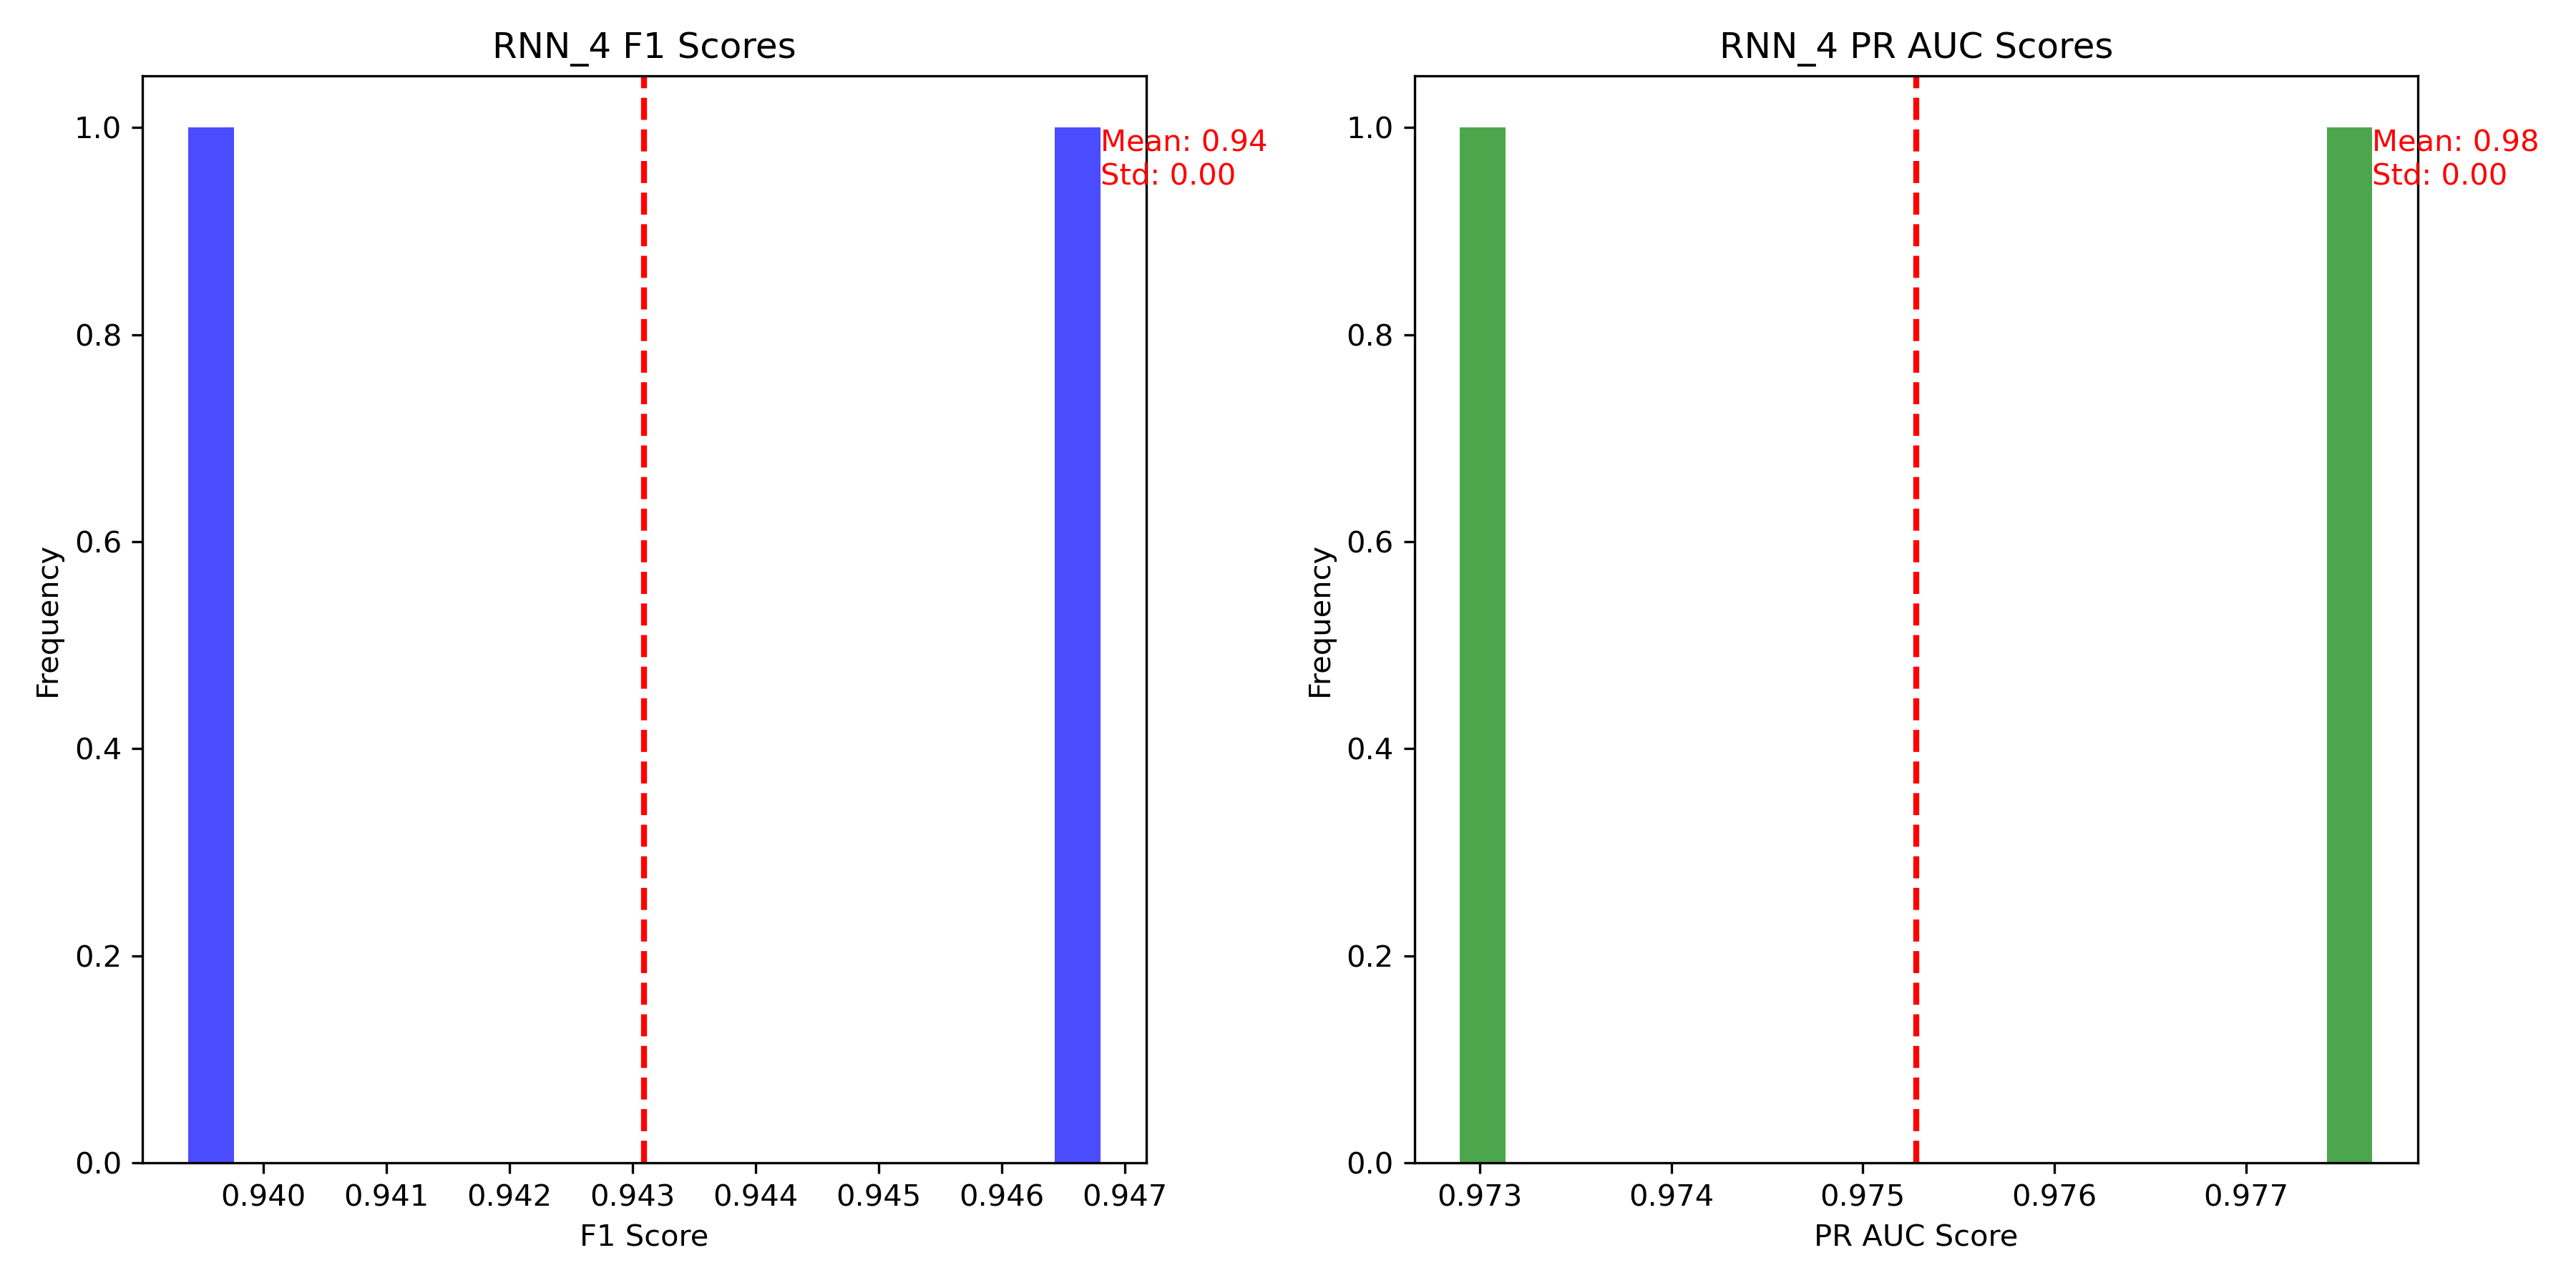 RNN_4 F1 Scores
1.0
0.8
0.6
0.4
0.2
0.0
Frequency
Mean: 0.94
Std: 0.00
0.940 0.941 0.942 0.943 0.944 0.945 0.946 0.947
F1 Score
RNN_4 PR AUC Scores
1.0
0.8
0.6
0.4
0.2
0.0
Frequency
Mean: 0.98
Std: 0.00
0.973 0.974 0.975 0.976 0.977
PR AUC Score